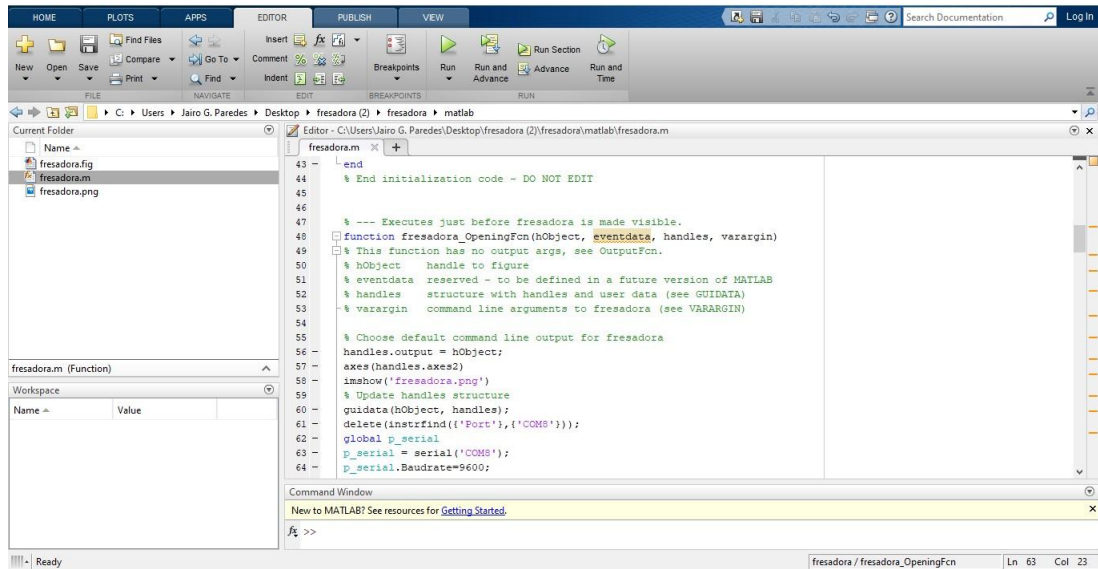 HOME PLOTS APPS EDITOR PUBLISH VIEW Search Documentation Log In
New Open Save Find Files Compare Print Go To Find Insert fx Comment Indent Breakpoints Run Run and Advance Run Section Advance Run and Time
FILE NAVIGATE EDIT BREAKPOINTS RUN
C: Users Jairo G. Paredes Desktop fresadora (2) fresadora matlab
Current Folder
Name
fresadora.fig
fresadora.m
fresadora.png
fresadora.m (Function)
Workspace
Name Value
Editor - C:\Users\Jairo G. Paredes\Desktop\fresadora (2)\fresadora\matlab\fresadora.m
fresadora.m
43 - end
44 % End initialization code - DO NOT EDIT
45
46
47 % --- Executes just before fresadora is made visible.
48 function fresadora_OpeningFcn(hObject, eventdata, handles, varargin)
49 % This function has no output args, see OutputFcn.
50 % hObject handle to figure
51 % eventdata reserved - to be defined in a future version of MATLAB
52 % handles structure with handles and user data (see GUIDATA)
53 % varargin command line arguments to fresadora (see VARARGIN)
54
55 % Choose default command line output for fresadora
56 - handles.output = hObject;
57 - axes(handles.axes2)
58 - imshow('fresadora.png')
59 % Update handles structure
60 - guidata(hObject, handles);
61 - delete(instrfind({'Port'},{'COM8'}));
62 - global p_serial
63 - p_serial = serial('COM8');
64 - p_serial.Baudrate=9600;
Command Window
New to MATLAB? See resources for Getting Started.
fx >>
Ready
fresadora / fresadora_OpeningFcn Ln 63 Col 23